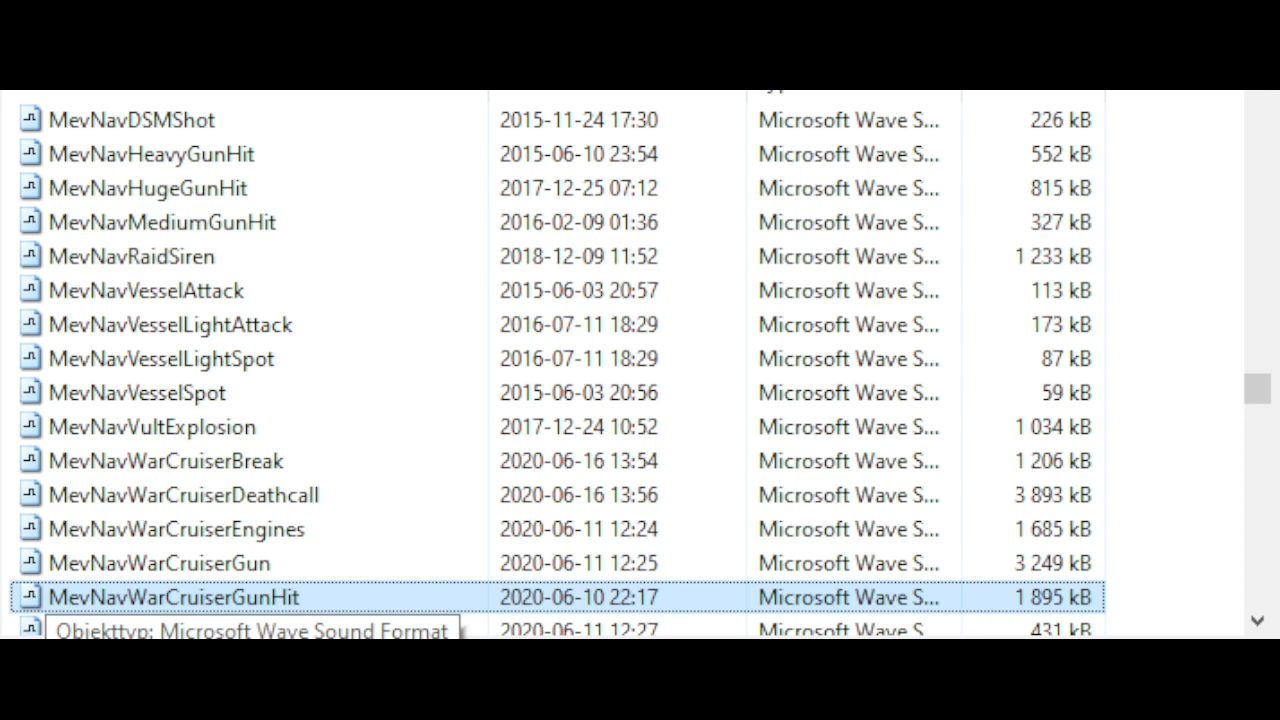 MevNavDSMShot 2015-11-24 17:30 Microsoft Wave S... 226 kB
MevNavHeavyGunHit 2015-06-10 23:54 Microsoft Wave S... 552 kB
MevNavHugeGunHit 2017-12-25 07:12 Microsoft Wave S... 815 kB
MevNavMediumGunHit 2016-02-09 01:36 Microsoft Wave S... 327 kB
MevNavRaidSiren 2018-12-09 11:52 Microsoft Wave S... 1 233 kB
MevNavVesselAttack 2015-06-03 20:57 Microsoft Wave S... 113 kB
MevNavVesselLightAttack 2016-07-11 18:29 Microsoft Wave S... 173 kB
MevNavVesselLightSpot 2016-07-11 18:29 Microsoft Wave S... 87 kB
MevNavVesselSpot 2015-06-03 20:56 Microsoft Wave S... 59 kB
MevNavVultExplosion 2017-12-24 10:52 Microsoft Wave S... 1 034 kB
MevNavWarCruiserBreak 2020-06-16 13:54 Microsoft Wave S... 1 206 kB
MevNavWarCruiserDeathcall 2020-06-16 13:56 Microsoft Wave S... 3 893 kB
MevNavWarCruiserEngines 2020-06-11 12:24 Microsoft Wave S... 1 685 kB
MevNavWarCruiserGun 2020-06-11 12:25 Microsoft Wave S... 3 249 kB
MevNavWarCruiserGunHit 2020-06-10 22:17 Microsoft Wave S... 1 895 kB
Objekttyp: Microsoft Wave Sound Format 2020-06-11 12:27 Microsoft Wave S 431 kB